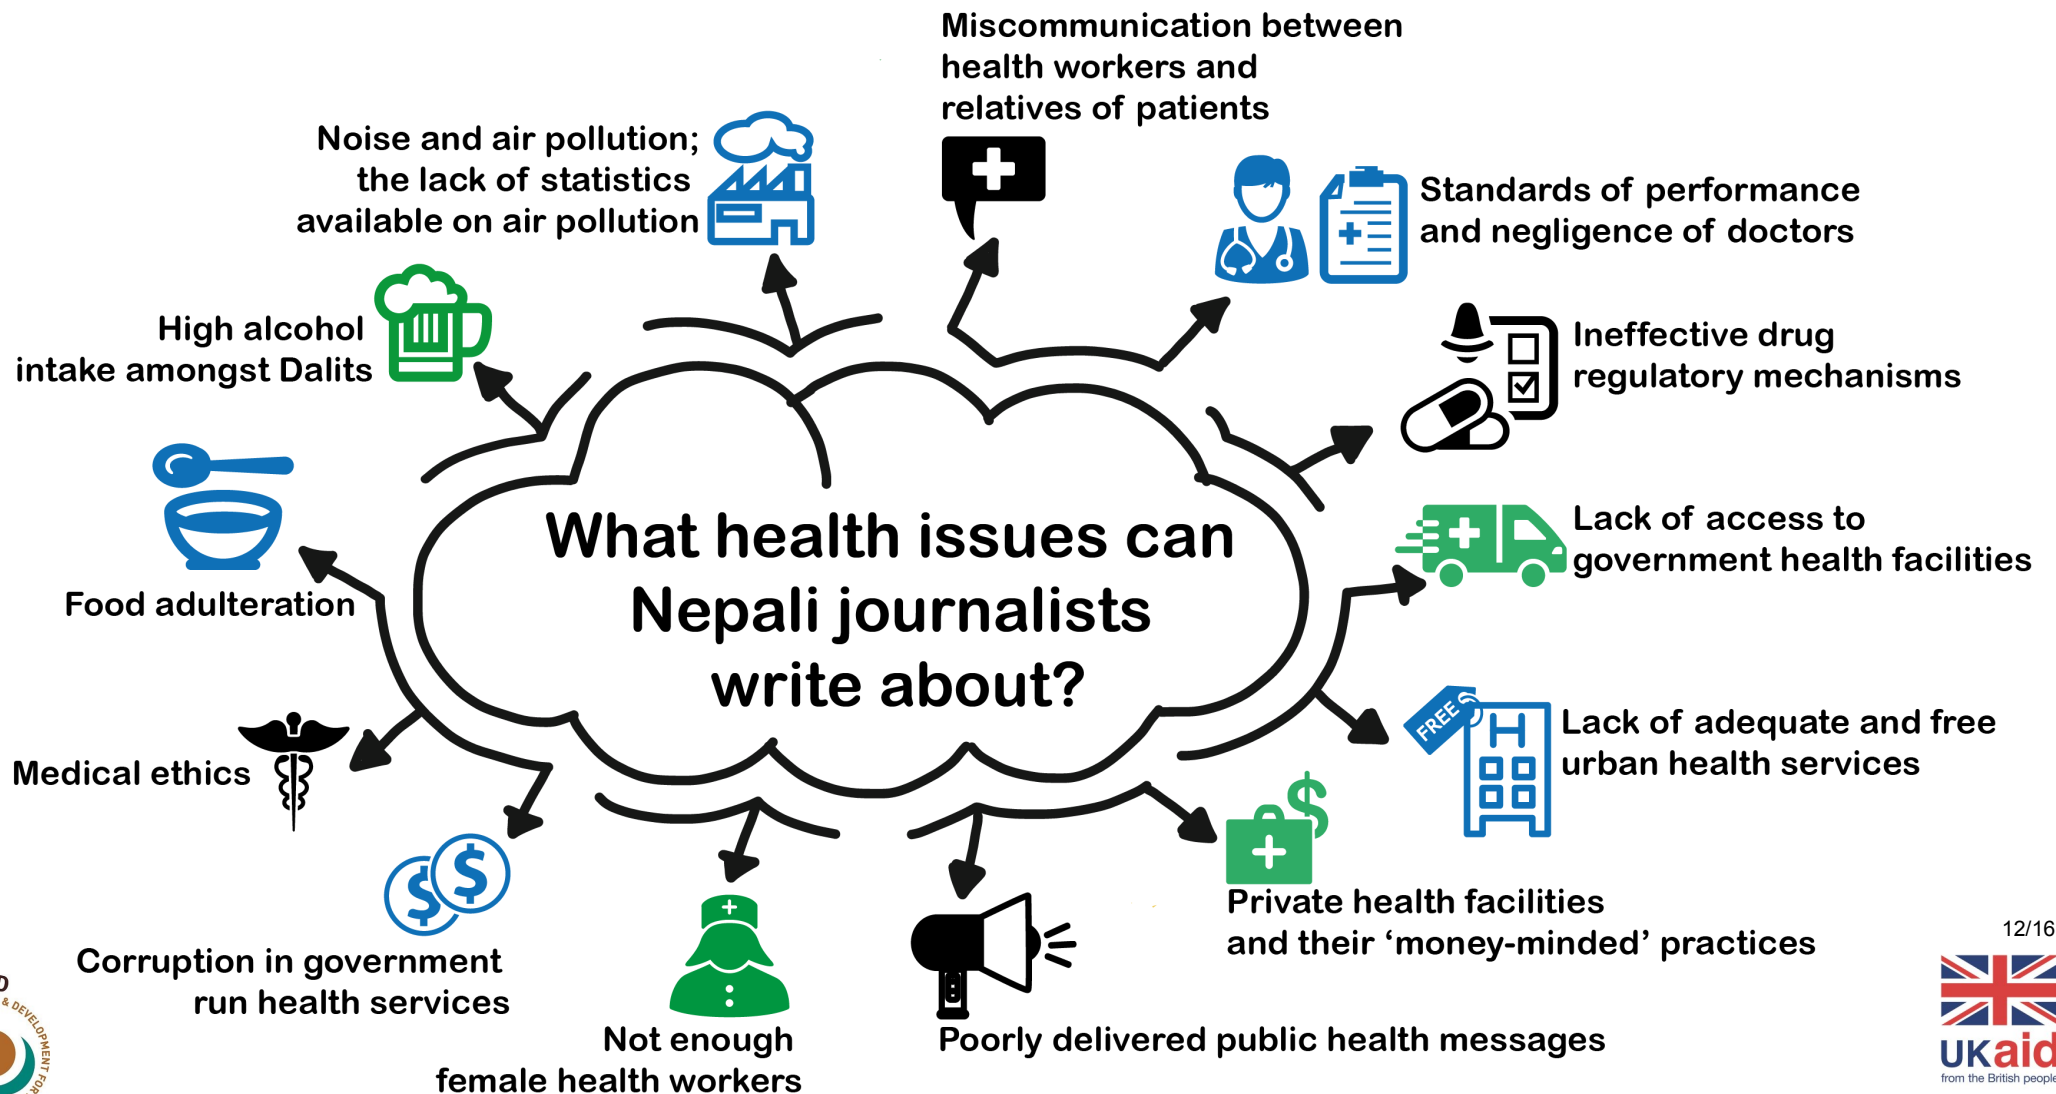 Miscommunication between
health workers and
relatives of patients
Noise and air pollution;
the lack of statistics
available on air pollution
Standards of performance
and negligence of doctors
High alcohol
intake amongst Dalits
Ineffective drug
regulatory mechanisms
Lack of access to
government health facilities
Food adulteration
What health issues can
Nepali journalists
write about?
Medical ethics
FREE
H
Lack of adequate and free
urban health services
$
Private health facilities
and their ‘money-minded’ practices
$ $
Corruption in government
run health services
Not enough
female health workers
Poorly delivered public health messages
12/16
UKaid
from the British people
D
& DEVELOPMENT FOR